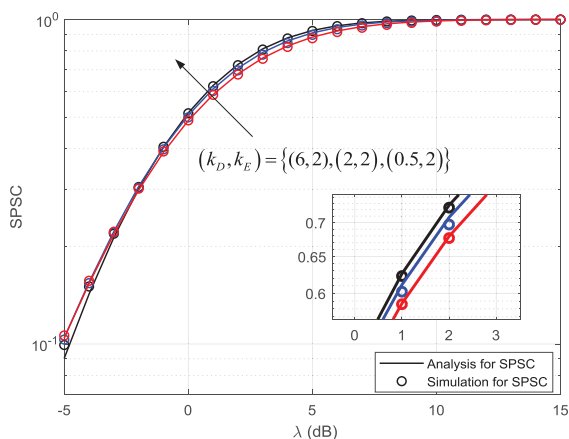 10^0
(k_D, k_E) = {(6, 2), (2, 2), (0.5, 2)}
SPSC
0.7
0.65
0.6
0 1 2 3
10^-1
Analysis for SPSC
Simulation for SPSC
-5 0 5 10 15
λ (dB)